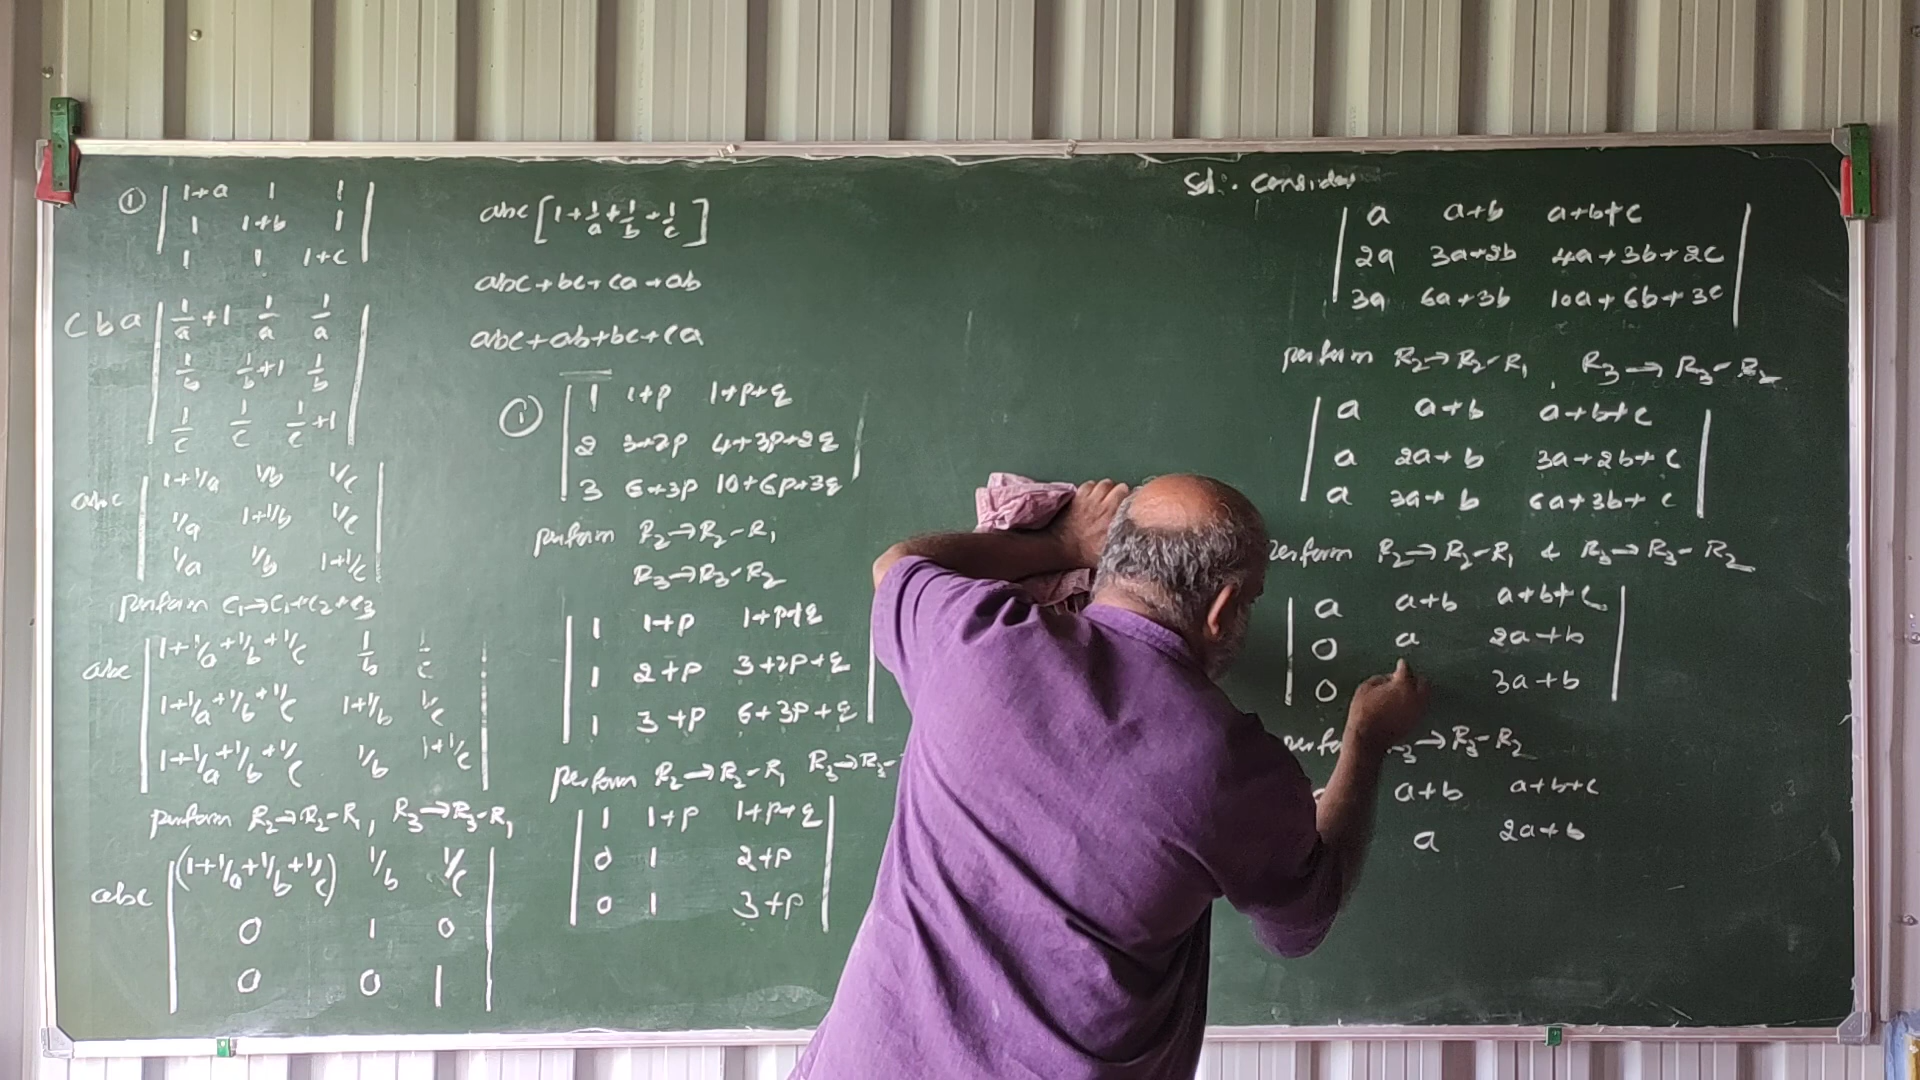 ① | 1+a 1 1 |
| 1 1+b 1 |
| 1 1 1+c |
c b a | 1/a+1 1/a 1/a |
| 1/b 1/b+1 1/b |
| 1/c 1/c 1/c+1 |
abc | 1+1/a 1/b 1/c |
| 1/a 1+1/b 1/c |
| 1/a 1/b 1+1/c |
perform C₁→C₁+C₂+C₃
abc | 1+1/a+1/b+1/c 1/b 1/c |
| 1+1/a+1/b+1/c 1+1/b 1/c |
| 1+1/a+1/b+1/c 1/b 1+1/c |
perform R₂→R₂-R₁, R₃→R₃-R₁
abc | (1+1/a+1/b+1/c) 1/b 1/c |
| 0 1 0 |
| 0 0 1 |
abc[1+1/a+1/b+1/c]
abc+bc+ca+ab
abc+ab+bc+ca
① | 1 1+p 1+p+q |
| 2 3+2p 4+3p+2q |
| 3 6+3p 10+6p+3q |
perform R₂→R₂-R₁
R₃→R₃-R₂
| 1 1+p 1+p+q |
| 1 2+p 3+2p+q |
| 1 3+p 6+3p+q |
perform R₂→R₂-R₁ R₃→R₃-
| 1 1+p 1+p+q |
| 0 1 2+p |
| 0 1 3+p |
Sol: Consider
| a a+b a+b+c |
| 2a 3a+2b 4a+3b+2c |
| 3a 6a+3b 10a+6b+3c |
perform R₂→R₂-R₁, R₃→R₃-R₂
| a a+b a+b+c |
| a 2a+b 3a+2b+c |
| a 3a+b 6a+3b+c |
perform R₂→R₂-R₁ & R₃→R₃-R₂
| a a+b a+b+c |
| 0 a 2a+b |
| 0 3a+b |
→R₃-R₂
a+b a+b+c
a 2a+b